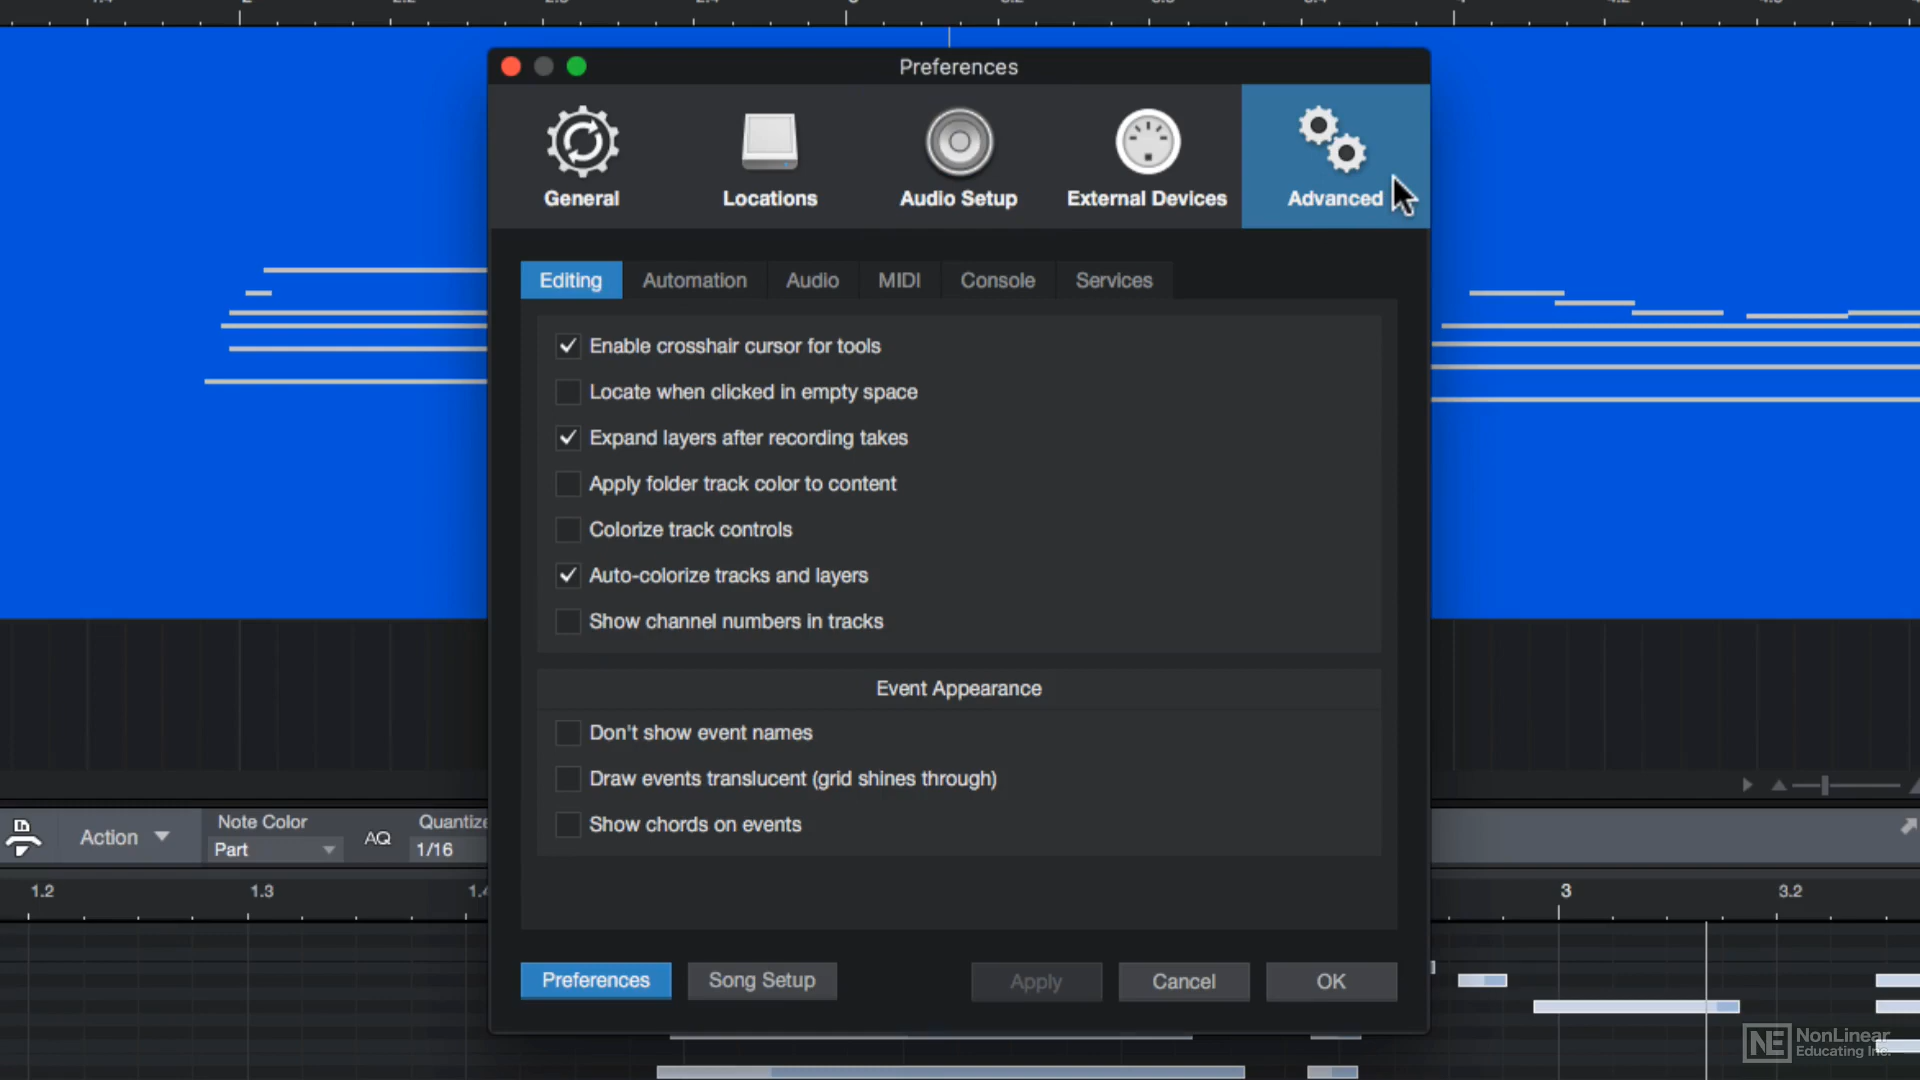 Preferences
General
Locations
Audio Setup
External Devices
Advanced
Editing
Automation
Audio
MIDI
Console
Services
Enable crosshair cursor for tools
Locate when clicked in empty space
Expand layers after recording takes
Apply folder track color to content
Colorize track controls
Auto-colorize tracks and layers
Show channel numbers in tracks
Event Appearance
Don't show event names
Draw events translucent (grid shines through)
Show chords on events
Action
Note Color
Part
AQ
Quantize
1/16
1.2
1.3
3
3.2
Preferences
Song Setup
Apply
Cancel
OK
NE NonLinear
Educating Inc.